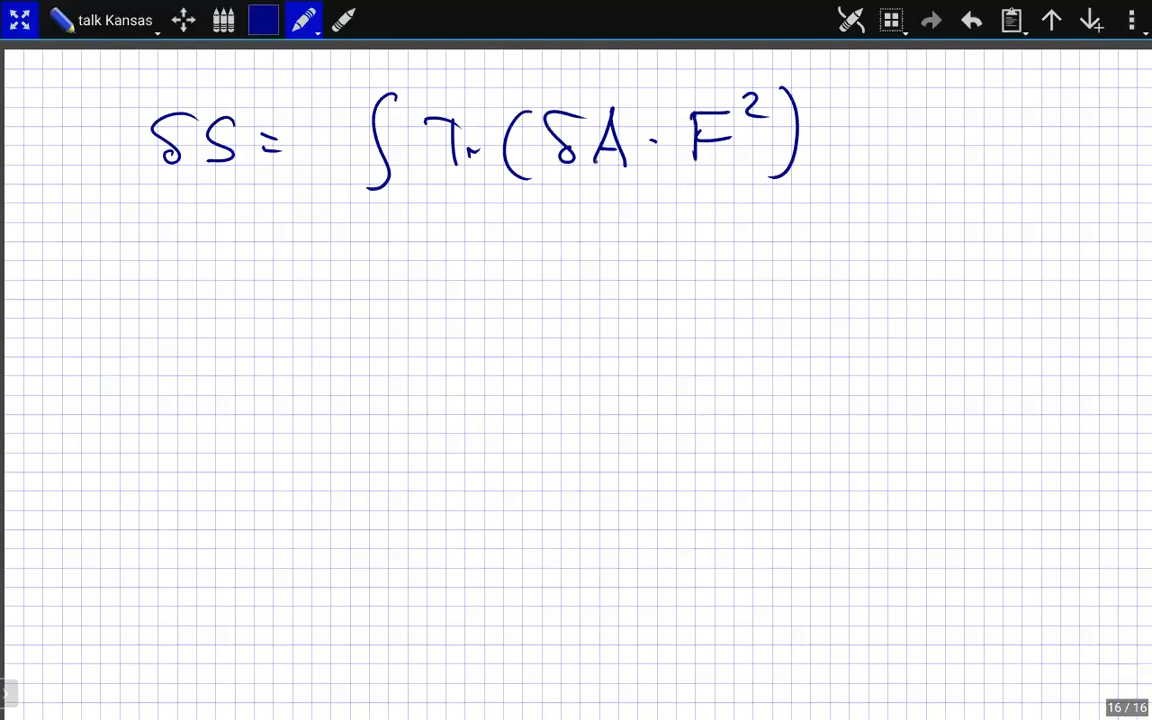 talk Kansas
δS = ∫ Tr (δA · F²)
16 / 16